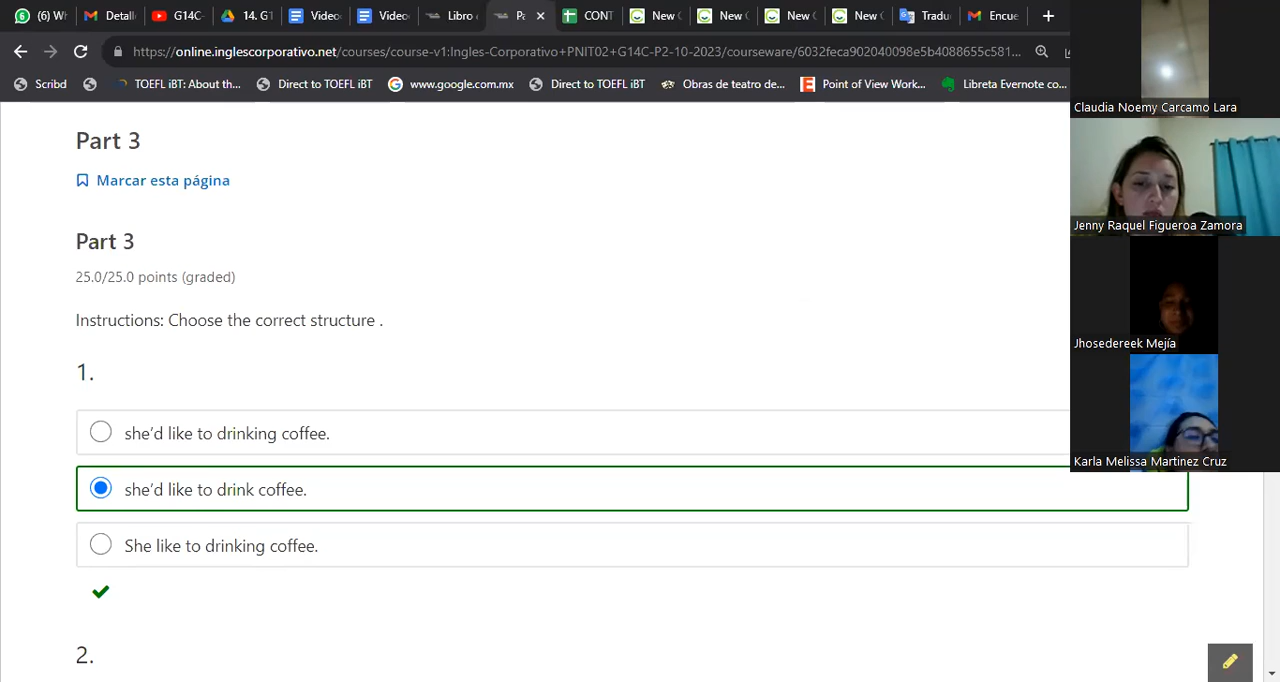 (6) Wh
Detall
G14C-
14. G1
Video
Video
Libro
Pa
CONT
New
New
New
New
Tradu
Encue
https://online.inglescorporativo.net/courses/course-v1:Ingles-Corporativo+PNIT02+G14C-P2-10-2023/courseware/6032feca902040098e5b4088655c581...
Scribd
TOEFL iBT: About th...
Direct to TOEFL iBT
www.google.com.mx
Direct to TOEFL iBT
Obras de teatro de...
Point of View Work...
Libreta Evernote co...
Part 3
Marcar esta página
Part 3
25.0/25.0 points (graded)
Instructions: Choose the correct structure .
1.
she’d like to drinking coffee.
she’d like to drink coffee.
She like to drinking coffee.
2.
Claudia Noemy Carcamo Lara
Jenny Raquel Figueroa Zamora
Jhosedereek Mejía
Karla Melissa Martinez Cruz